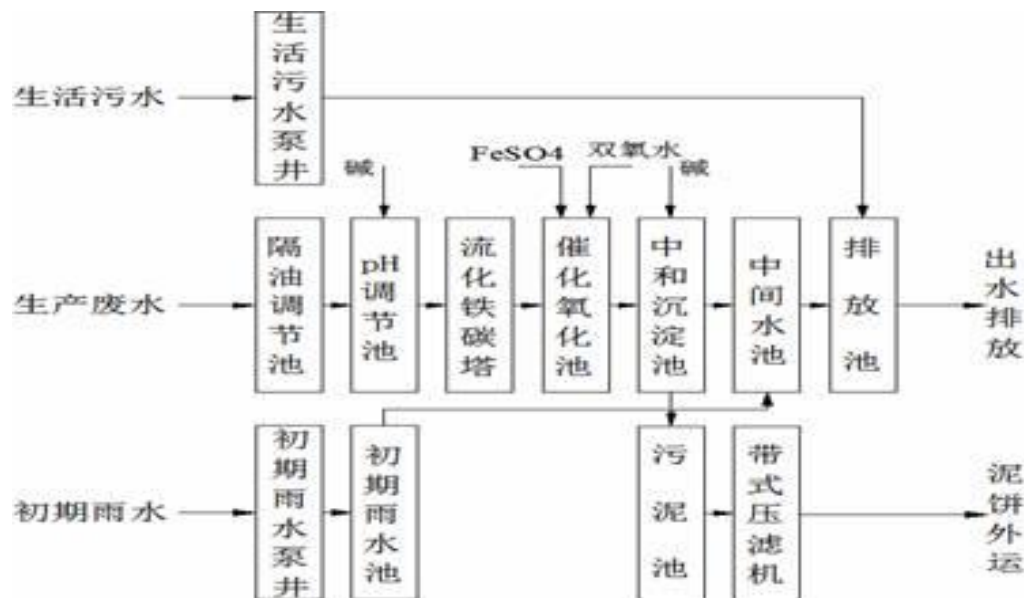 生活污水泵井
生活污水
碱
FeSO4
双氧水
碱
生产废水
隔油调节池
pH调节池
流化铁碳塔
催化氧化池
中和沉淀池
中间水池
排放池
出水排放
初期雨水
初期雨水泵井
初期雨水池
污泥池
带式压滤机
泥饼外运